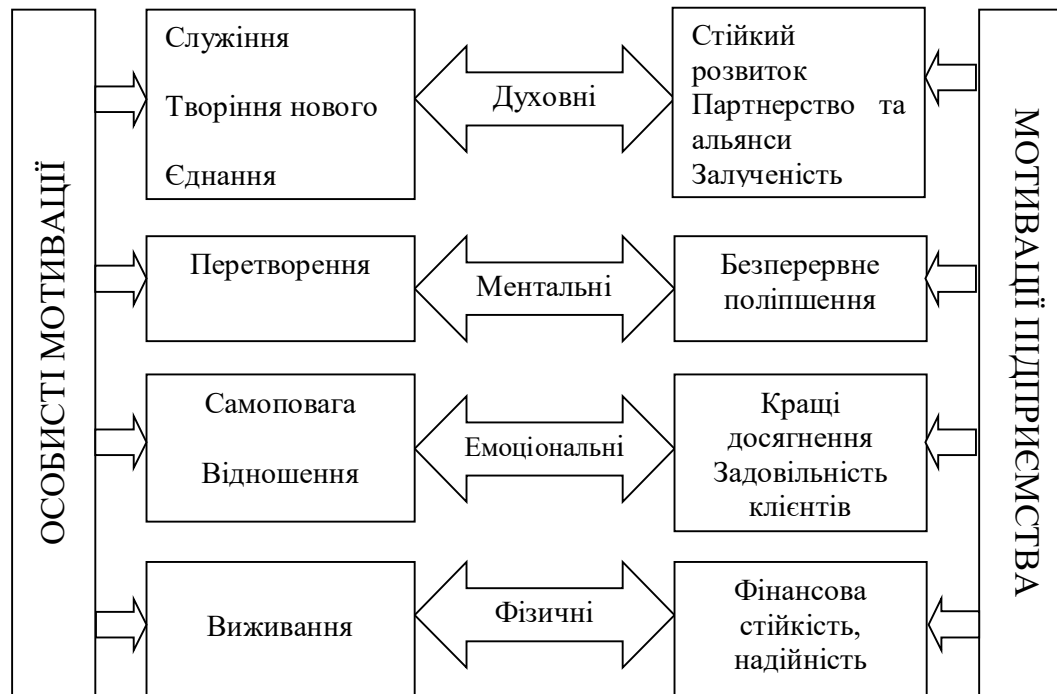 ОСОБИСТІ МОТИВАЦІЇ
Служіння
Творіння нового
Єднання
Духовні
Стійкий
розвиток
Партнерство та
альянси
Залученість
Перетворення
Ментальні
Безперервне
поліпшення
Самоповага
Відношення
Емоціональні
Кращі
досягнення
Задовільність
клієнтів
Виживання
Фізичні
Фінансова
стійкість,
надійність
МОТИВАЦІЇ ПІДПРИЄМСТВА